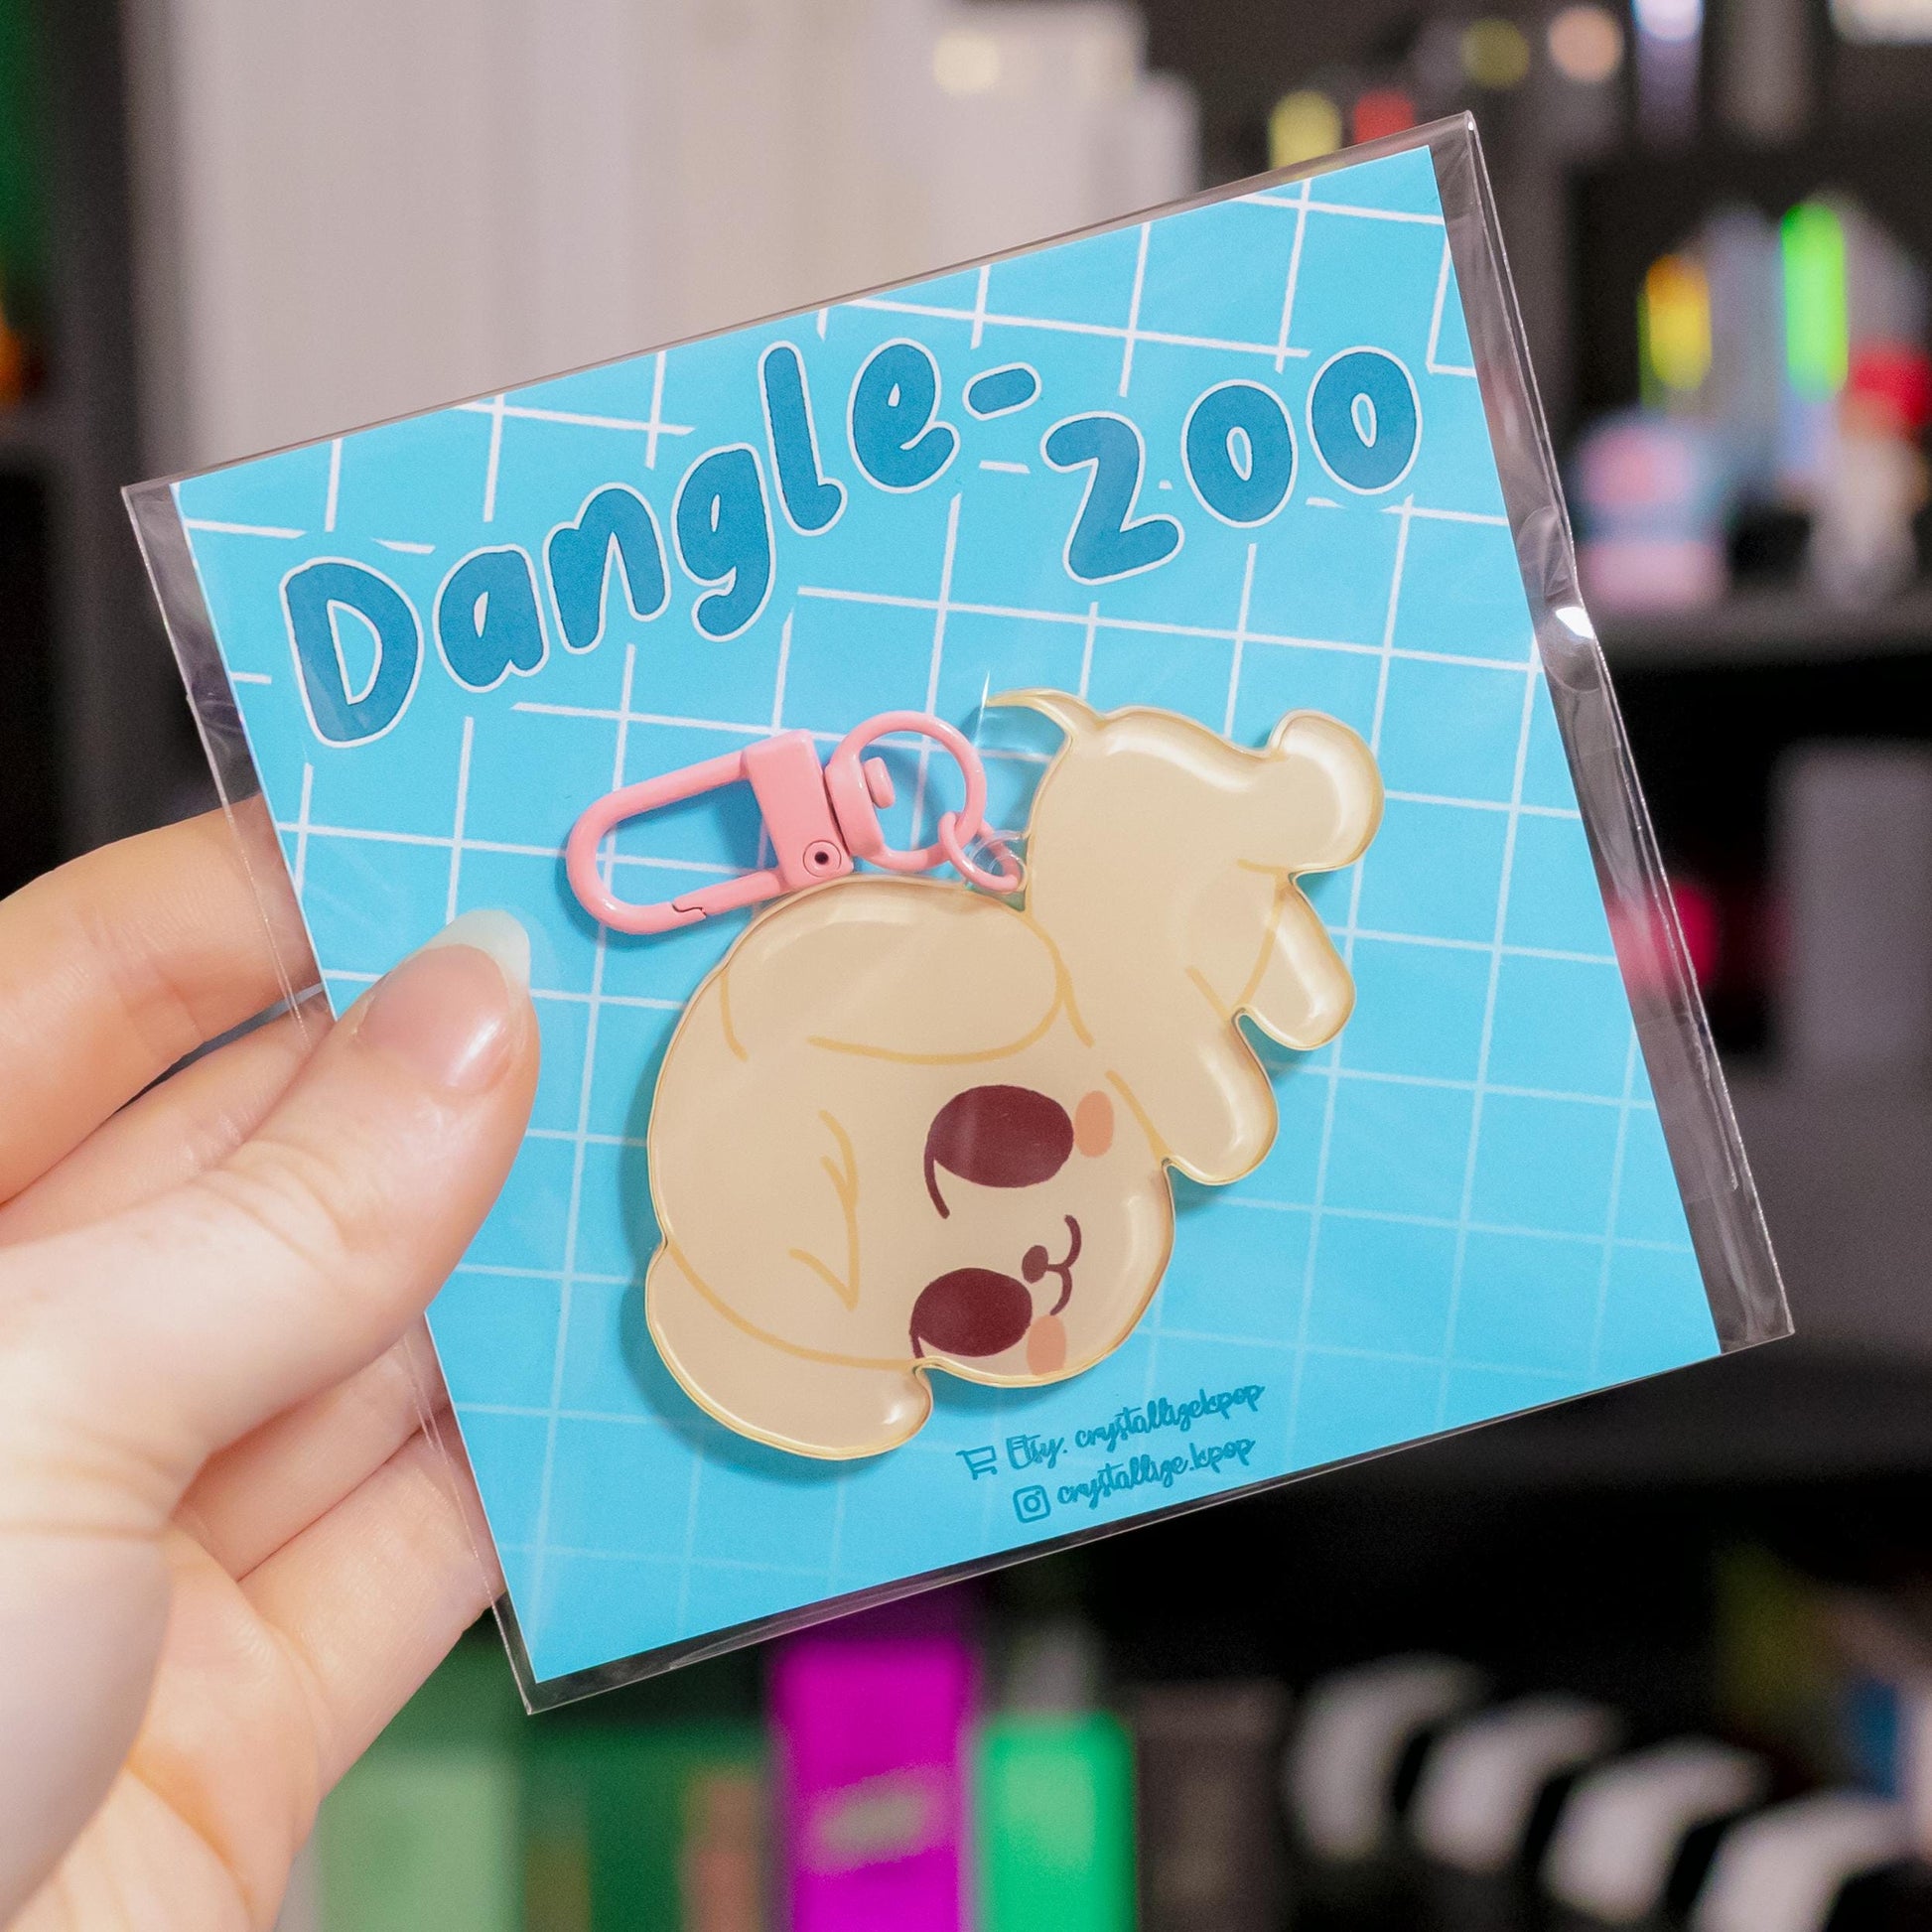 Dangle-
zoo
Etsy: crystallizekpop
crystallize.kpop